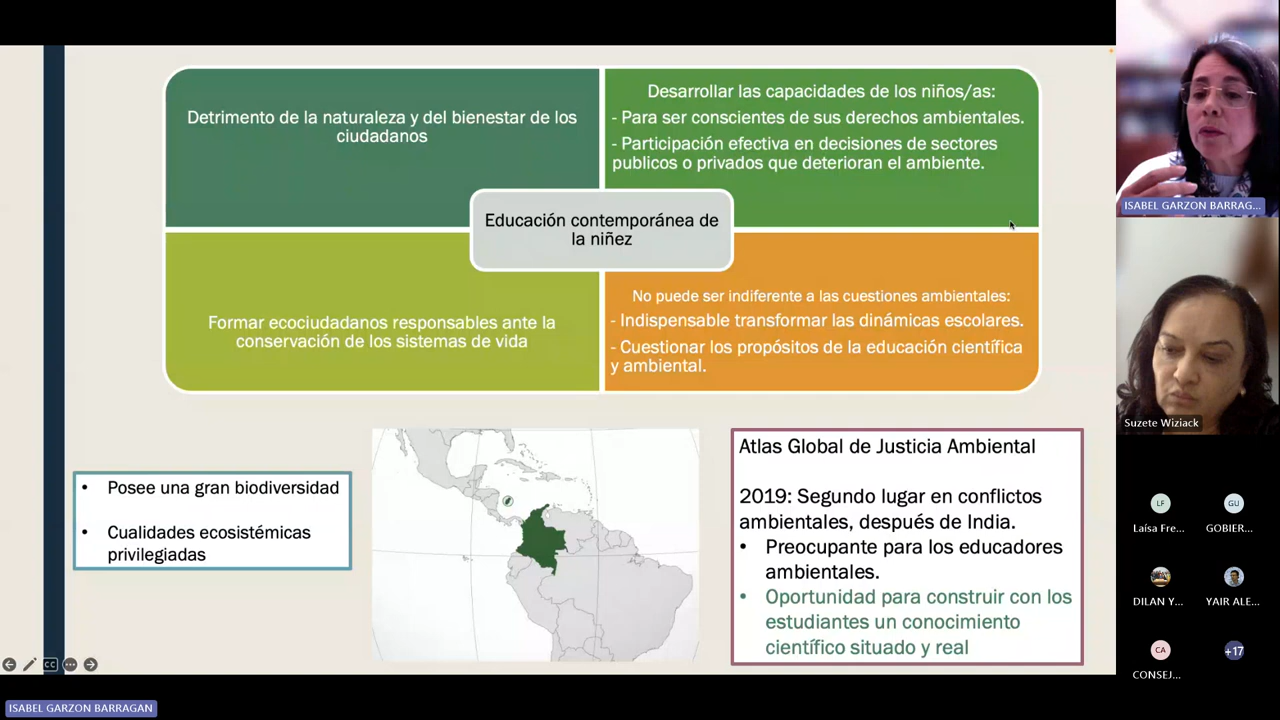 Detrimento de la naturaleza y del bienestar de los
ciudadanos
Desarrollar las capacidades de los niños/as:
- Para ser conscientes de sus derechos ambientales.
- Participación efectiva en decisiones de sectores
publicos o privados que deterioran el ambiente.
Educación contemporánea de
la niñez
Formar ecociudadanos responsables ante la
conservación de los sistemas de vida
No puede ser indiferente a las cuestiones ambientales:
- Indispensable transformar las dinámicas escolares.
- Cuestionar los propósitos de la educación científica
y ambiental.
• Posee una gran biodiversidad
• Cualidades ecosistémicas
privilegiadas
Atlas Global de Justicia Ambiental
2019: Segundo lugar en conflictos
ambientales, después de India.
• Preocupante para los educadores
ambientales.
• Oportunidad para construir con los
estudiantes un conocimiento
científico situado y real
CC
ISABEL GARZON BARRAG...
Suzete Wiziack
LF
GU
Laísa Fre...
GOBIER...
DILAN Y...
YAIR ALE...
CA
+17
CONSEJ...
ISABEL GARZON BARRAGAN